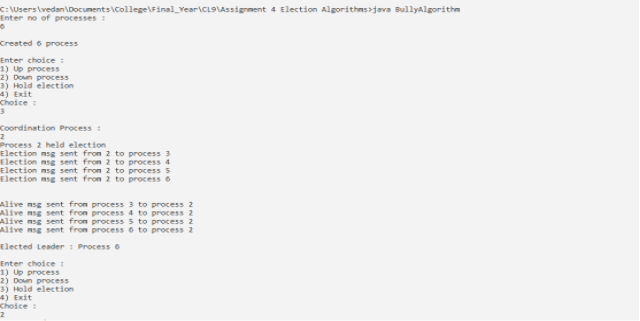 C:\Users\vedan\Documents\College\Final_Year\CL9\Assignment 4 Election Algorithms>java BullyAlgorithm
Enter no of processes :
6
Created 6 process
Enter choice :
1) Up process
2) Down process
3) Hold election
4) Exit
Choice :
3
Coordination Process :
2
Process 2 held election
Election msg sent from 2 to process 3
Election msg sent from 2 to process 4
Election msg sent from 2 to process 5
Election msg sent from 2 to process 6
Alive msg sent from process 3 to process 2
Alive msg sent from process 4 to process 2
Alive msg sent from process 5 to process 2
Alive msg sent from process 6 to process 2
Elected Leader : Process 6
Enter choice :
1) Up process
2) Down process
3) Hold election
4) Exit
Choice :
2